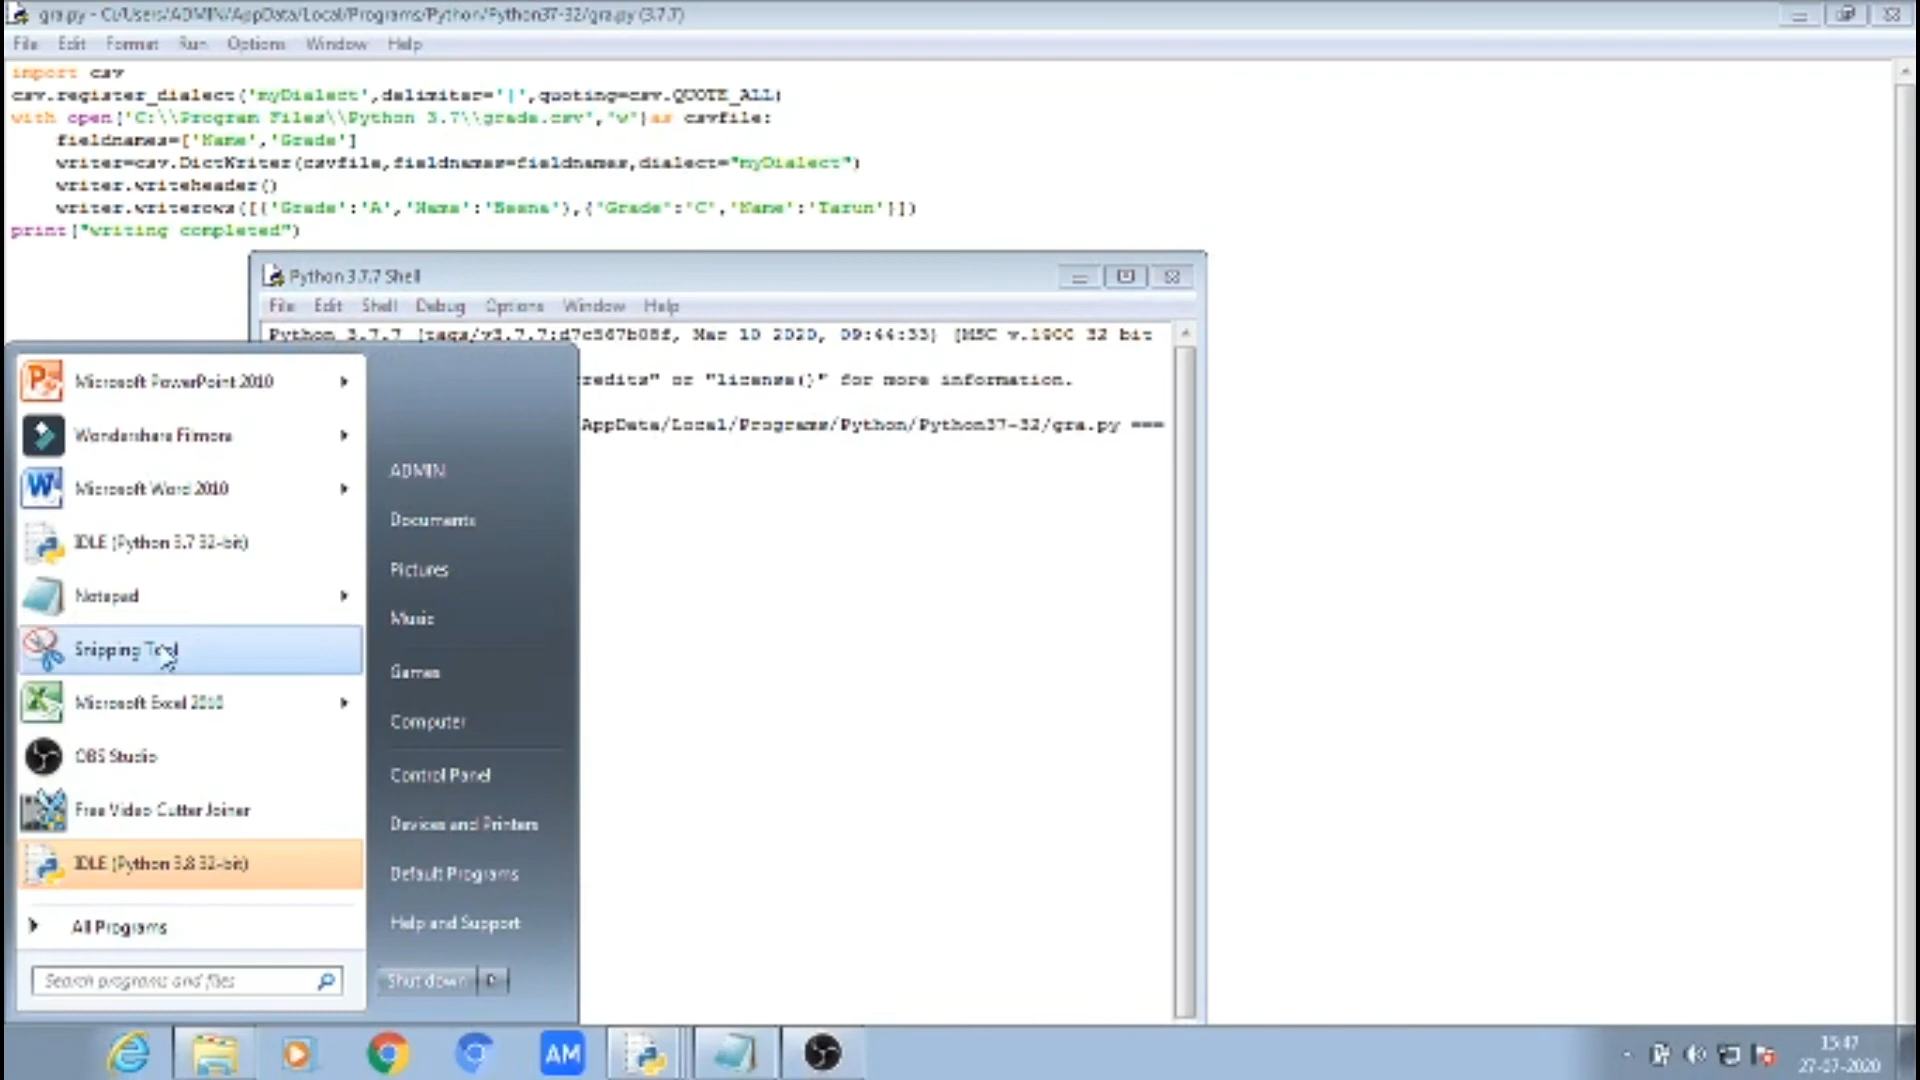 gra.py - C:/Users/ADMIN/AppData/Local/Programs/Python/Python37-32/gra.py (3.7.7)
File Edit Format Run Options Window Help
import csv
csv.register_dialect('myDialect',delimiter='|',quoting=csv.QUOTE_ALL)
with open('C:\\Program Files\\Python 3.7\\grade.csv','w')as csvfile:
    fieldnames=['Name','Grade']
    writer=csv.DictWriter(csvfile,fieldnames=fieldnames,dialect="myDialect")
    writer.writeheader()
    writer.writerows([{'Grade':'A','Name':'Beena'},{'Grade':'C','Name':'Tarun'}])
print("writing completed")
Python 3.7.7 Shell
File Edit Shell Debug Options Window Help
Python 3.7.7 (tags/v3.7.7:d7c567b08f, Mar 10 2020, 09:44:33) [MSC v.1900 32 bit
redits" or "license()" for more information.
AppData/Local/Programs/Python/Python37-32/gra.py ===
Microsoft PowerPoint 2010
Wondershare Filmora
Microsoft Word 2010
IDLE (Python 3.7 32-bit)
Notepad
Snipping Tool
Microsoft Excel 2010
OBS Studio
Free Video Cutter Joiner
IDLE (Python 3.8 32-bit)
All Programs
Search programs and files
ADMIN
Documents
Pictures
Music
Games
Computer
Control Panel
Devices and Printers
Default Programs
Help and Support
Shut down
AM
15:47
27-07-2020